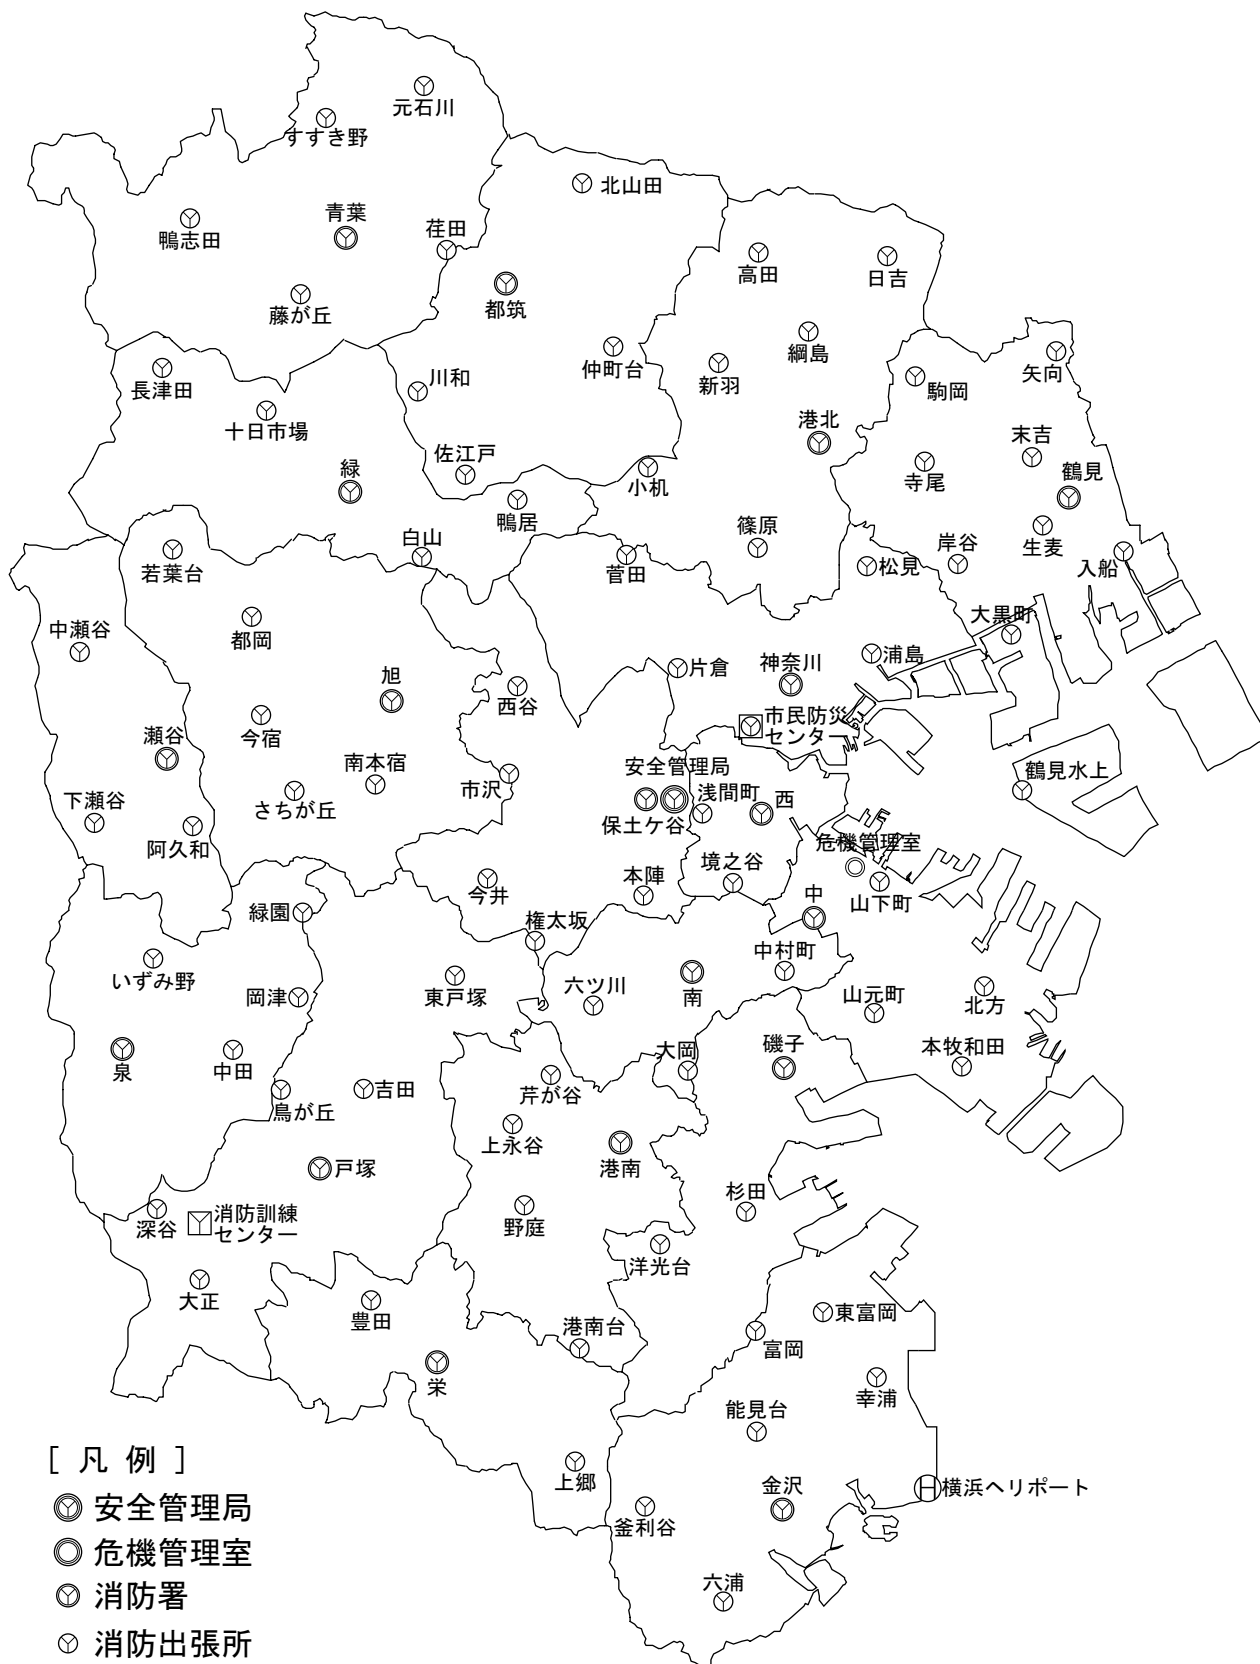 元石川
すすき野
北山田
青葉
荏田
鴨志田
高田
日吉
都筑
藤が丘
綱島
仲町台
新羽
矢向
駒岡
長津田
川和
十日市場
港北
末吉
佐江戸
緑
小机
寺尾
鶴見
鴨居
篠原
生麦
白山
岸谷
若葉台
菅田
松見
入船
大黒町
中瀬谷
都岡
浦島
片倉
神奈川
旭
西谷
市民防災
センター
瀬谷
今宿
南本宿
安全管理局
鶴見水上
市沢
下瀬谷
さちが丘
浅間町
西
保土ケ谷
阿久和
危機管理室
境之谷
今井
本陣
山下町
中
緑園
権太坂
中村町
いずみ野
岡津
東戸塚
六ツ川
南
山元町
北方
大岡
磯子
本牧和田
泉
中田
芹が谷
鳥が丘
吉田
上永谷
港南
戸塚
杉田
深谷
消防訓練
センター
野庭
洋光台
大正
豊田
東富岡
港南台
富岡
栄
幸浦
能見台
上郷
金沢
横浜ヘリポート
釜利谷
六浦
[ 凡 例 ]
安全管理局
危機管理室
消防署
消防出張所